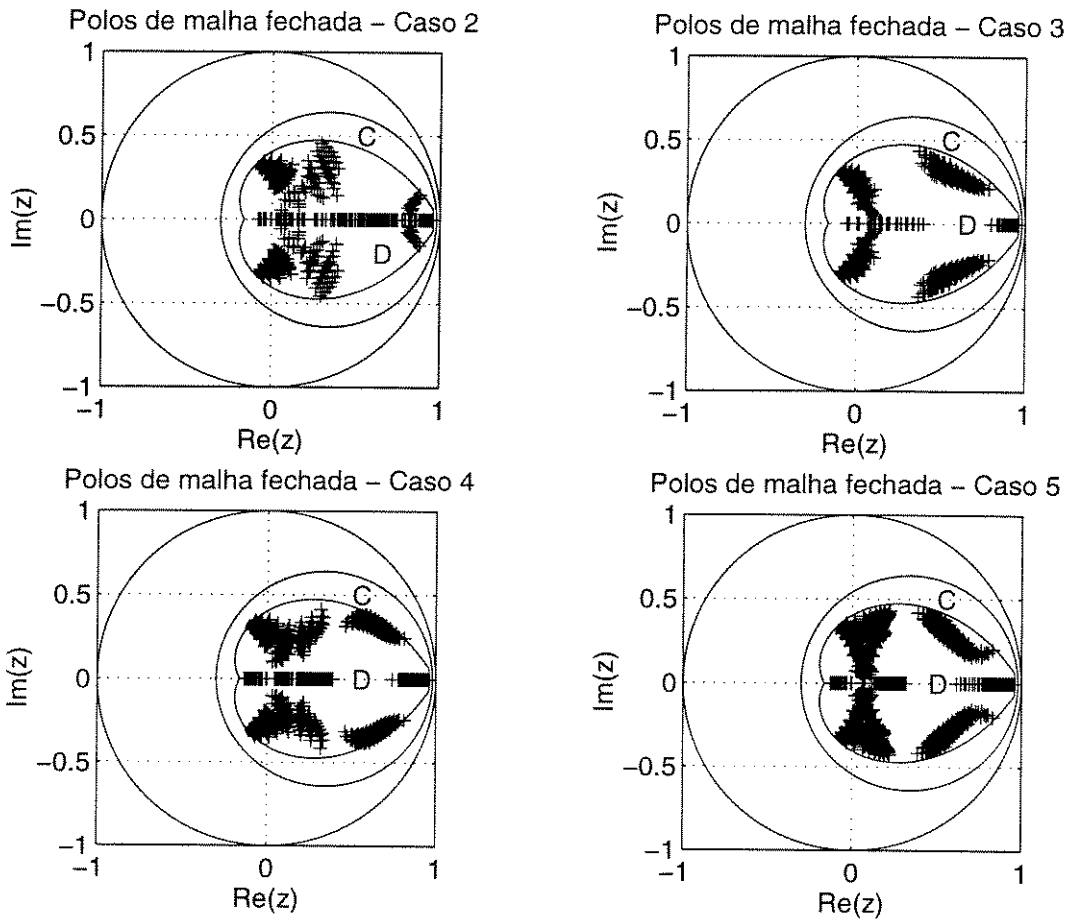 Polos de malha fechada – Caso 2
1
0.5
0
−0.5
−1
Im(z)
C
D
−1
0
1
Re(z)
Polos de malha fechada – Caso 3
1
0.5
0
−0.5
−1
Im(z)
C
D
−1
0
1
Re(z)
Polos de malha fechada – Caso 4
1
0.5
0
−0.5
−1
Im(z)
C
D
−1
0
1
Re(z)
Polos de malha fechada – Caso 5
1
0.5
0
−0.5
−1
Im(z)
C
D
−1
0
1
Re(z)